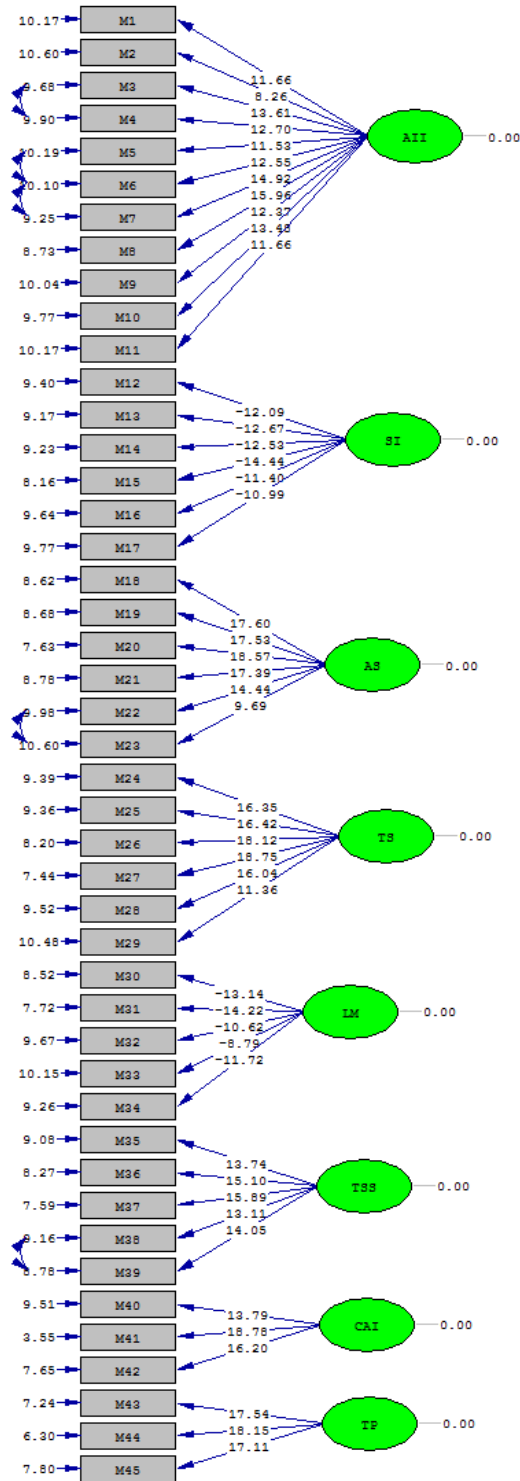 10.17 M1
10.60 M2
9.68 M3
9.90 M4
10.19 M5
10.10 M6
9.25 M7
8.73 M8
10.04 M9
9.77 M10
10.17 M11
11.66
8.26
13.61
12.70
11.53
12.55
14.92
15.96
12.37
13.48
11.66
AII 0.00
9.40 M12
9.17 M13
9.23 M14
8.16 M15
9.64 M16
9.77 M17
-12.09
-12.67
-12.53
-14.44
-11.40
-10.99
SI 0.00
8.62 M18
8.68 M19
7.63 M20
8.78 M21
9.98 M22
10.60 M23
17.60
17.53
18.57
17.39
14.44
9.69
AS 0.00
9.39 M24
9.36 M25
8.20 M26
7.44 M27
9.52 M28
10.48 M29
16.35
16.42
18.12
18.75
16.04
11.36
TS 0.00
8.52 M30
7.72 M31
9.67 M32
10.15 M33
9.26 M34
-13.14
-14.22
-10.62
-8.79
-11.72
LM 0.00
9.08 M35
8.27 M36
7.59 M37
9.16 M38
8.78 M39
13.74
15.10
15.89
13.11
14.05
TSS 0.00
9.51 M40
3.55 M41
7.65 M42
13.79
18.78
16.20
CAI 0.00
7.24 M43
6.30 M44
7.80 M45
17.54
18.15
17.11
TP 0.00